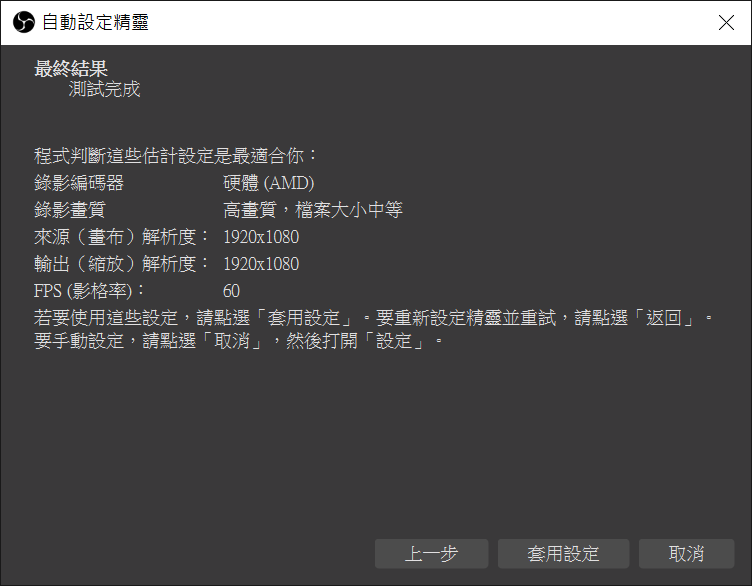 自動設定精靈
最終結果
測試完成
程式判斷這些估計設定是最適合你：
錄影編碼器 硬體 (AMD)
錄影畫質 高畫質，檔案大小中等
來源（畫布）解析度： 1920x1080
輸出（縮放）解析度： 1920x1080
FPS (影格率)： 60
若要使用這些設定，請點選「套用設定」。要重新設定精靈並重試，請點選「返回」。
要手動設定，請點選「取消」，然後打開「設定」。
上一步 套用設定 取消